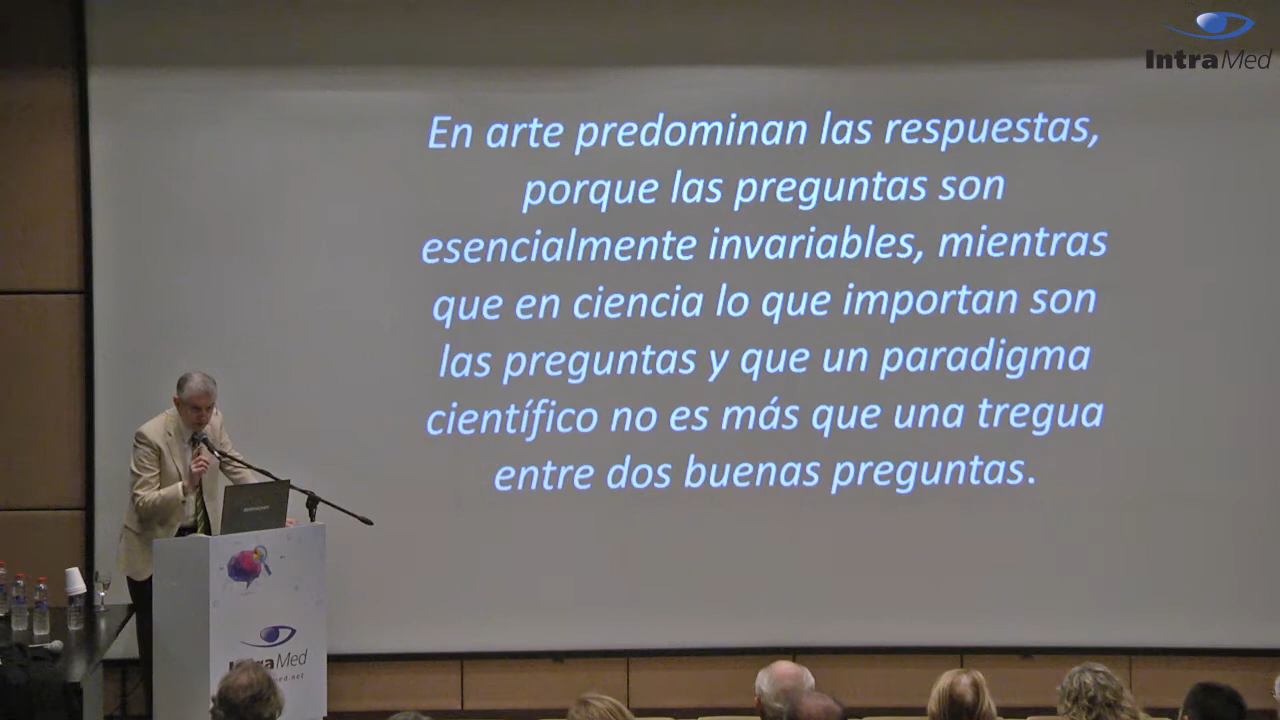 IntraMed
En arte predominan las respuestas,
porque las preguntas son
esencialmente invariables, mientras
que en ciencia lo que importan son
las preguntas y que un paradigma
científico no es más que una tregua
entre dos buenas preguntas.
IntraMed